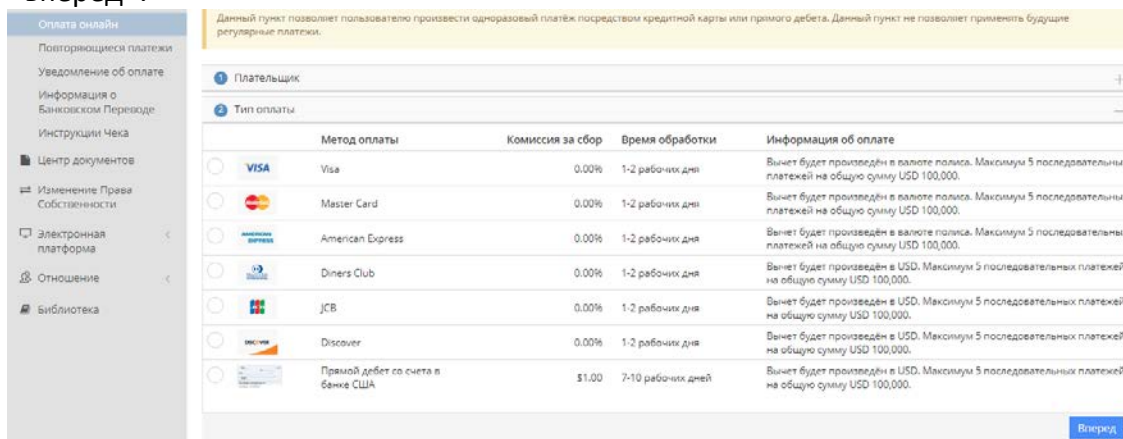 "Вперед".
Оплата онлайн
Повторяющиеся платежи
Уведомление об оплате
Информация о
Банковском Переводе
Инструкции Чека
Центр документов
Изменение Права
Собственности
Электронная
платформа
Отношение
Библиотека
Данный пункт позволяет пользователю произвести одноразовый платёж посредством кредитной карты или прямого дебета. Данный пункт не позволяет применять будущие
регулярные платежи.
1 Плательщик
2 Тип оплаты
Метод оплаты Комиссия за сбор Время обработки Информация об оплате
VISA Visa 0.00% 1-2 рабочих дня Вычет будет произведён в валюте полиса. Максимум 5 последовательны
платежей на общую сумму USD 100,000.
Master Card 0.00% 1-2 рабочих дня Вычет будет произведён в валюте полиса. Максимум 5 последовательны
платежей на общую сумму USD 100,000.
AMERICAN EXPRESS American Express 0.00% 1-2 рабочих дня Вычет будет произведён в валюте полиса. Максимум 5 последовательны
платежей на общую сумму USD 100,000.
Diners Club 0.00% 1-2 рабочих дня Вычет будет произведён в USD. Максимум 5 последовательных платежей
на общую сумму USD 100,000.
JCB 0.00% 1-2 рабочих дня Вычет будет произведён в USD. Максимум 5 последовательных платежей
на общую сумму USD 100,000.
DISCOVER Discover 0.00% 1-2 рабочих дня Вычет будет произведён в USD. Максимум 5 последовательных платежей
на общую сумму USD 100,000.
Прямой дебет со счета в
банке США $1.00 7-10 рабочих дней Вычет будет произведён в USD. Максимум 5 последовательных платежей
на общую сумму USD 100,000.
Вперед